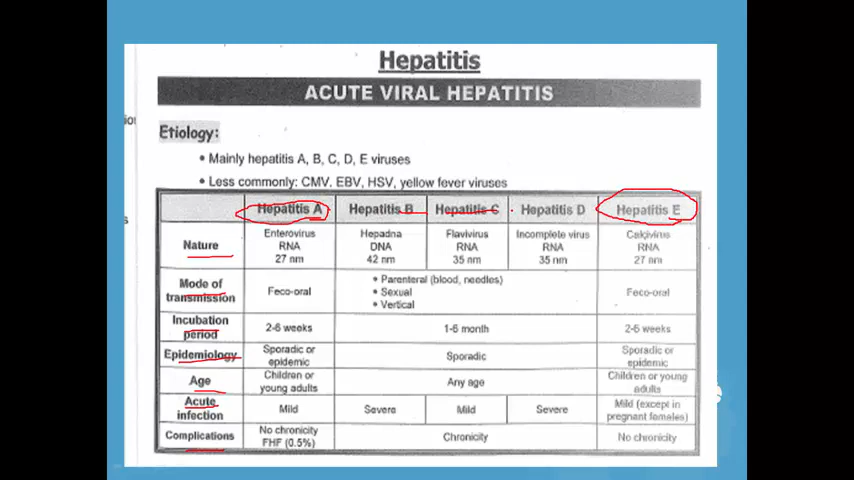 Hepatitis
ACUTE VIRAL HEPATITIS
Etiology:
• Mainly hepatitis A, B, C, D, E viruses
• Less commonly: CMV. EBV, HSV, yellow fever viruses
Hepatitis A Hepatitis B Hepatitis C Hepatitis D Hepatitis E
Nature
Enterovirus RNA 27 nm
Hepadna DNA 42 nm
Flavivirus RNA 35 nm
Incomplete virus RNA 35 nm
Calcivirus RNA 27 nm
Mode of transmission
Feco-oral
• Parenteral (blood, needles)
• Sexual
• Vertical
Feco-oral
Incubation period
2-6 weeks
1-6 month
2-6 weeks
Epidemiology
Sporadic or epidemic
Sporadic
Sporadic or epidemic
Age
Children or young adults
Any age
Children or young adults
Acute infection
Mild
Severe
Mild
Severe
Mild (except in pregnant females)
Complications
No chronicity FHF (0.5%)
Chronicity
No chronicity